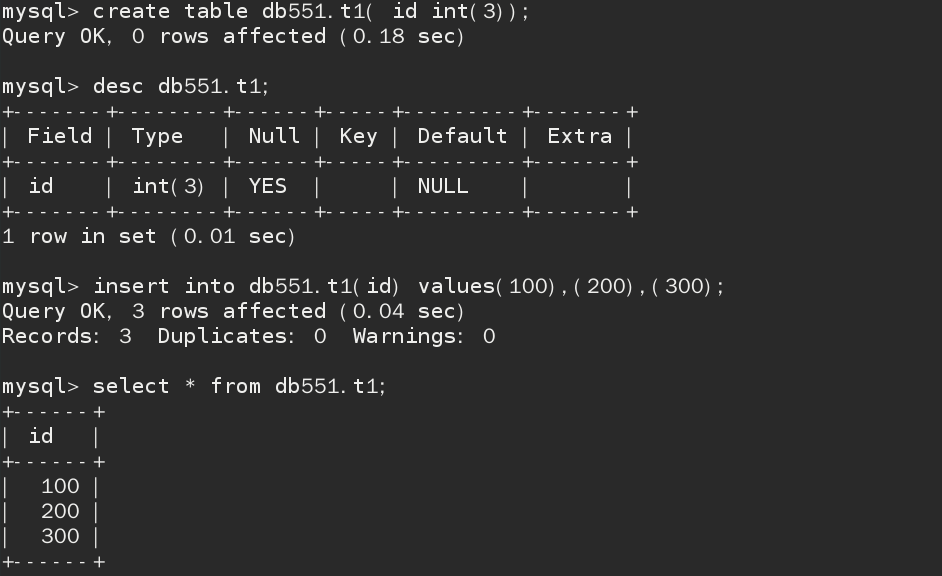 mysql> create table db551.t1( id int(3));
Query OK, 0 rows affected (0.18 sec)
mysql> desc db551.t1;
+-------+--------+------+-----+---------+-------+
| Field | Type   | Null | Key | Default | Extra |
+-------+--------+------+-----+---------+-------+
| id    | int(3) | YES  |     | NULL    |       |
+-------+--------+------+-----+---------+-------+
1 row in set (0.01 sec)
mysql> insert into db551.t1(id) values(100),(200),(300);
Query OK, 3 rows affected (0.04 sec)
Records: 3  Duplicates: 0  Warnings: 0
mysql> select * from db551.t1;
+------+
| id   |
+------+
|  100 |
|  200 |
|  300 |
+------+